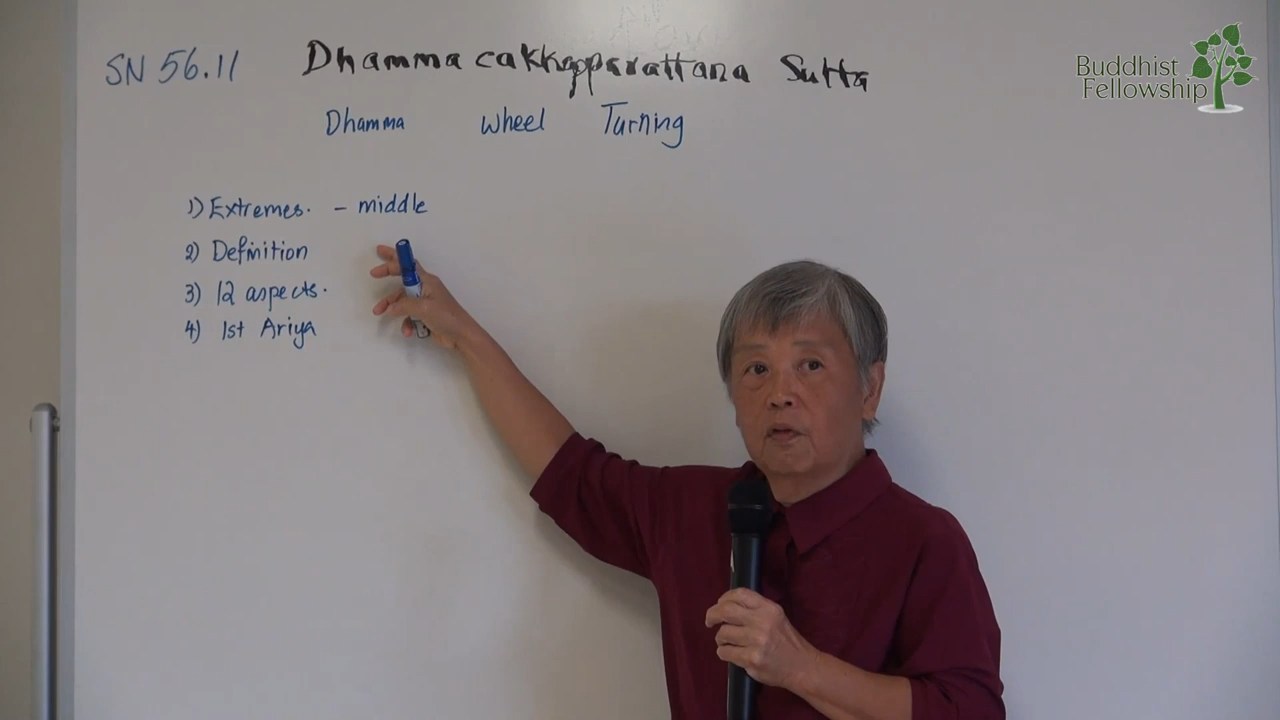 SN 56.11 Dhammacakkapparattana Sutta
Dhamma Wheel Turning
1) Extremes. - middle
2) Definition
3) 12 aspects.
4) 1st Ariya
Buddhist
Fellowship